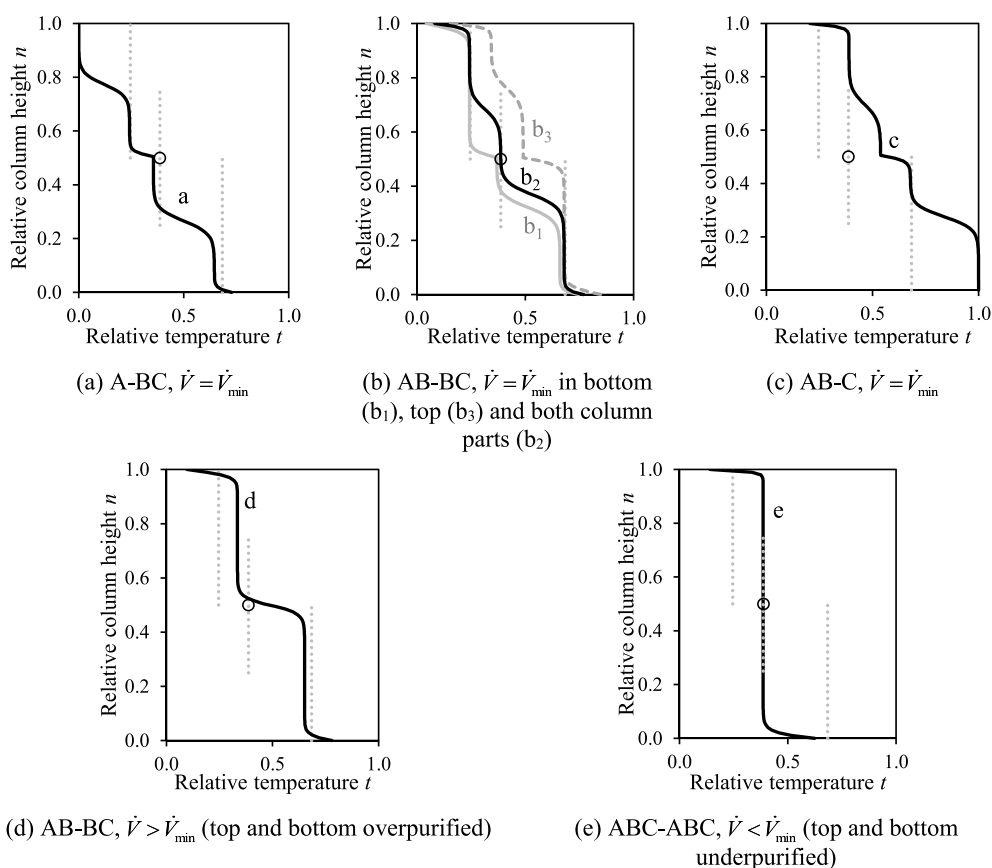 Relative column height n
1.0
0.8
0.6
0.4
0.2
0.0
a
0.0
0.5
1.0
Relative temperature t
(a) A-BC, V̇ = V̇min
Relative column height n
1.0
0.8
0.6
0.4
0.2
0.0
b3
b2
b1
0.0
0.5
1.0
Relative temperature t
(b) AB-BC, V̇ = V̇min in bottom
(b1), top (b3) and both column
parts (b2)
Relative column height n
1.0
0.8
0.6
0.4
0.2
0.0
c
0.0
0.5
1.0
Relative temperature t
(c) AB-C, V̇ = V̇min
Relative column height n
1.0
0.8
0.6
0.4
0.2
0.0
d
0.0
0.5
1.0
Relative temperature t
(d) AB-BC, V̇ > V̇min (top and bottom overpurified)
Relative column height n
1.0
0.8
0.6
0.4
0.2
0.0
e
0.0
0.5
1.0
Relative temperature t
(e) ABC-ABC, V̇ < V̇min (top and bottom
underpurified)